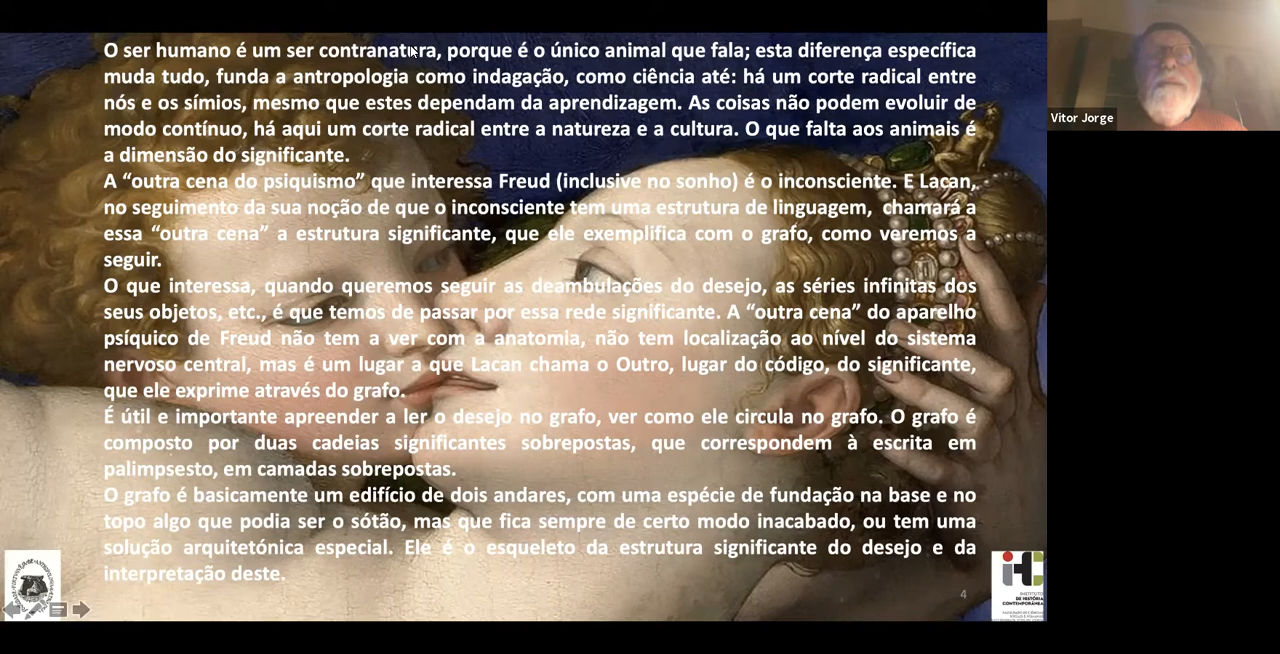 O ser humano é um ser contranatura, porque é o único animal que fala; esta diferença específica
muda tudo, funda a antropologia como indagação, como ciência até: há um corte radical entre
nós e os símios, mesmo que estes dependam da aprendizagem. As coisas não podem evoluir de
modo contínuo, há aqui um corte radical entre a natureza e a cultura. O que falta aos animais é
a dimensão do significante.
A “outra cena do psiquismo” que interessa Freud (inclusive no sonho) é o inconsciente. E Lacan,
no seguimento da sua noção de que o inconsciente tem uma estrutura de linguagem, chamará a
essa “outra cena” a estrutura significante, que ele exemplifica com o grafo, como veremos a
seguir.
O que interessa, quando queremos seguir as deambulações do desejo, as séries infinitas dos
seus objetos, etc., é que temos de passar por essa rede significante. A “outra cena” do aparelho
psíquico de Freud não tem a ver com a anatomia, não tem localização ao nível do sistema
nervoso central, mas é um lugar a que Lacan chama o Outro, lugar do código, do significante,
que ele exprime através do grafo.
É útil e importante apreender a ler o desejo no grafo, ver como ele circula no grafo. O grafo é
composto por duas cadeias significantes sobrepostas, que correspondem à escrita em
palimpsesto, em camadas sobrepostas.
O grafo é basicamente um edifício de dois andares, com uma espécie de fundação na base e no
topo algo que podia ser o sótão, mas que fica sempre de certo modo inacabado, ou tem uma
solução arquitetónica especial. Ele é o esqueleto da estrutura significante do desejo e da
interpretação deste.
4
Vitor Jorge
INSTITUTO
DE HISTÓRIA
CONTEMPORÂNEA